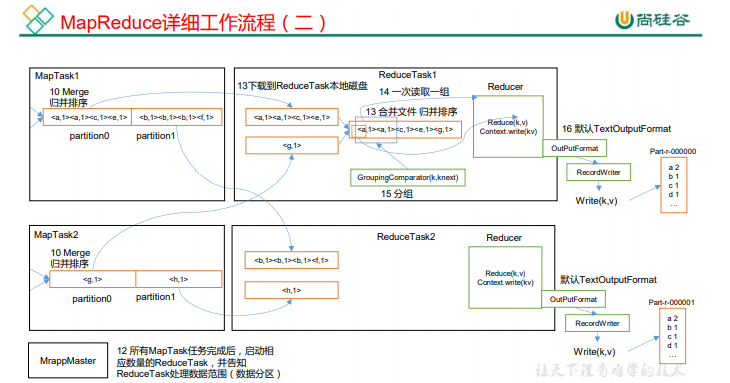 MapReduce详细工作流程（二）
尚硅谷
MapTask1
10 Merge
归并排序
<a,1><a,1><c,1><e,1>
<b,1><b,1><b,1><f,1>
partition0
partition1
ReduceTask1
13下载到ReduceTask本地磁盘
<a,1><a,1><c,1><e,1>
<g,1>
14 一次读取一组
13 合并文件 归并排序
<a,1><a,1><c,1><e,1><g,1>
GroupingComparator(k,knext)
15 分组
Reducer
Reduce(k,v)
Context.write(kv)
16 默认TextOutputFormat
OutPutFormat
RecordWriter
Write(k,v)
Part-r-000000
a 2
b 1
c 1
d 1
...
MapTask2
10 Merge
归并排序
<g,1>
<h,1>
partition0
partition1
ReduceTask2
<b,1><b,1><b,1><f,1>
<h,1>
Reducer
Reduce(k,v)
Context.write(kv)
默认TextOutputFormat
OutPutFormat
RecordWriter
Write(k,v)
Part-r-000001
a 2
b 1
c 1
d 1
...
MrappMaster
12 所有MapTask任务完成后，启动相
应数量的ReduceTask，并告知
ReduceTask处理数据范围（数据分区）
让天下没有难学的技术